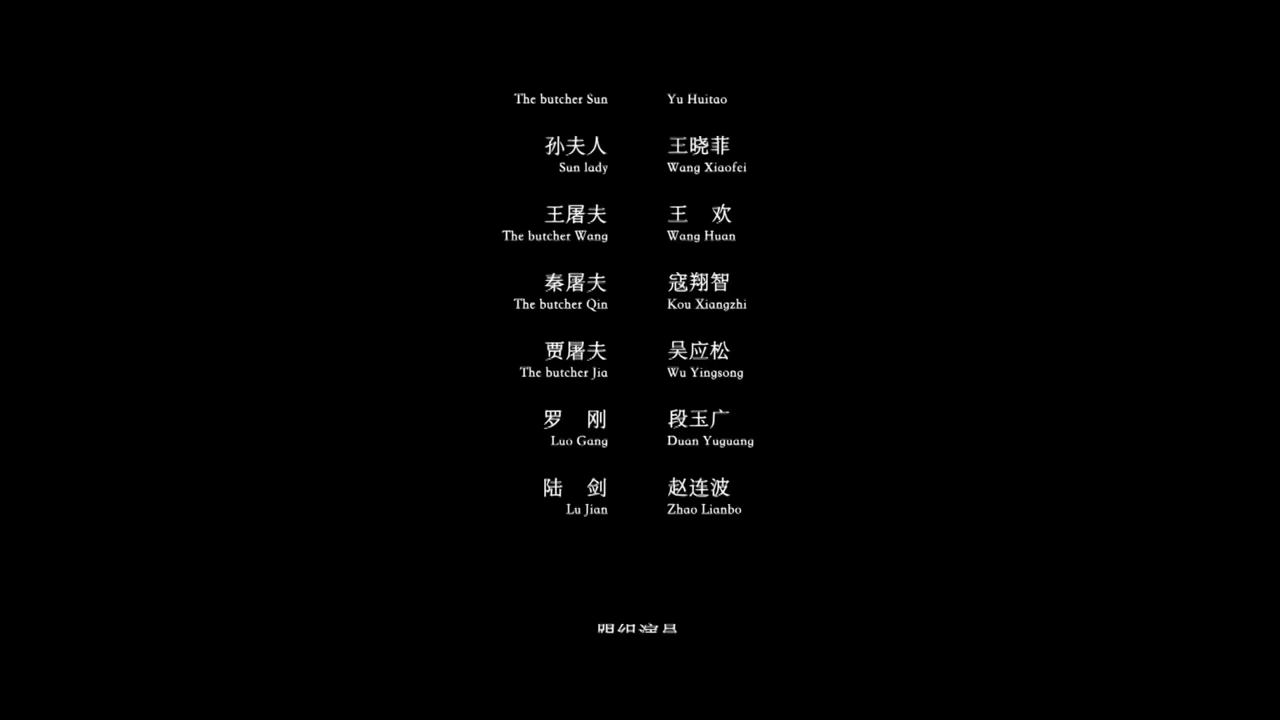 The butcher Sun Yu Huitao
孙夫人 王晓菲
Sun lady Wang Xiaofei
王屠夫 王 欢
The butcher Wang Wang Huan
秦屠夫 寇翔智
The butcher Qin Kou Xiangzhi
贾屠夫 吴应松
The butcher Jia Wu Yingsong
罗 刚 段玉广
Luo Gang Duan Yuguang
陆 剑 赵连波
Lu Jian Zhao Lianbo